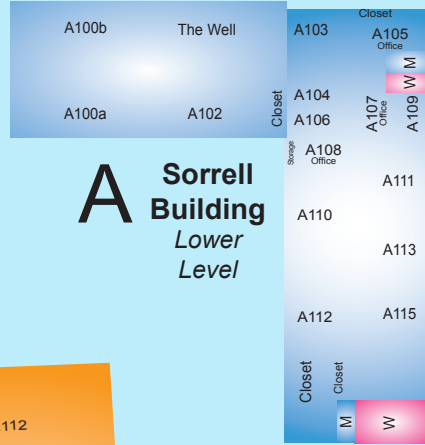 Closet
A100b
The Well
A103
A105
Office
M
W
A104
Closet
A100a
A102
A106
A107
Office
A109
Storage
A108
Office
A
Sorrell
Building
Lower
Level
A111
A110
A113
A112
A115
Closet
Closet
M
W
112